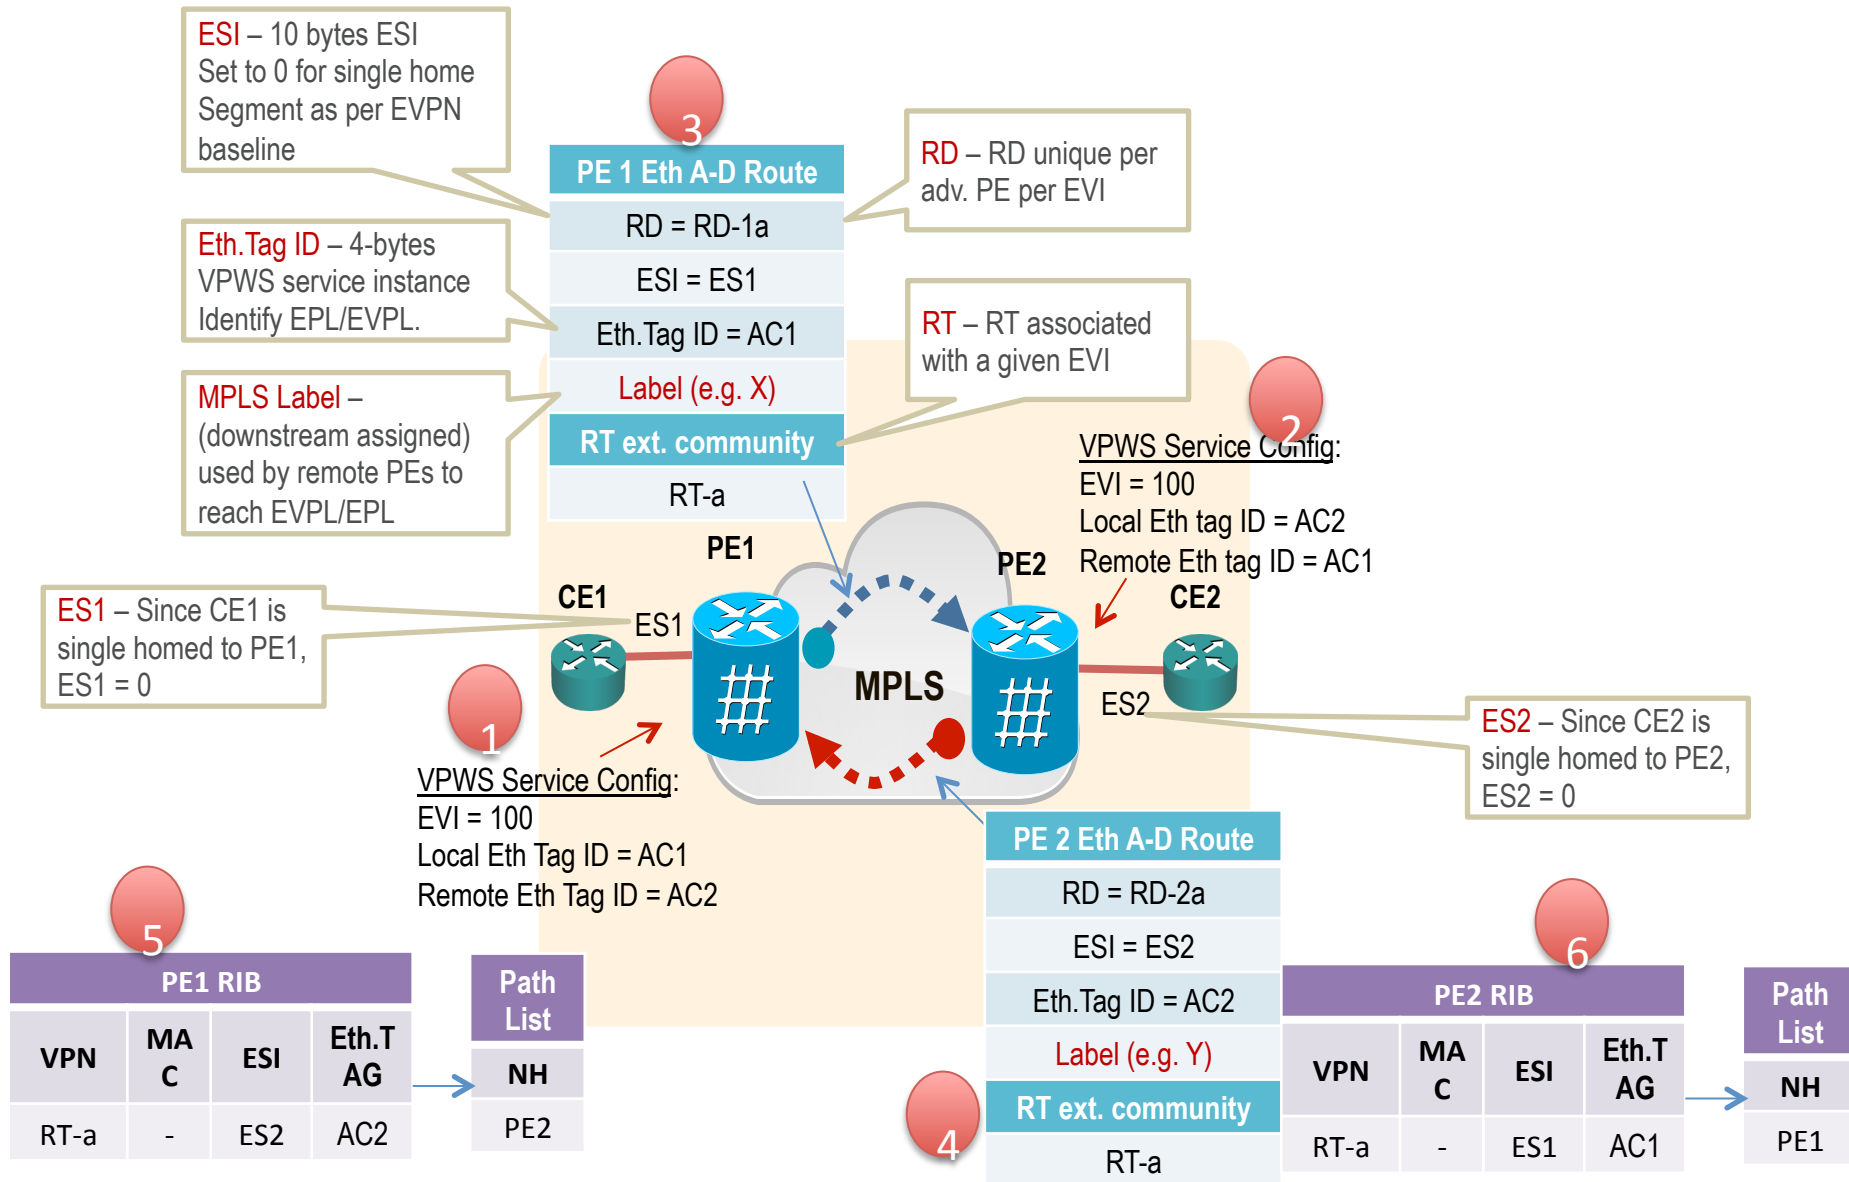 ESI – 10 bytes ESI
Set to 0 for single home
Segment as per EVPN
baseline
3
PE 1 Eth A-D Route
RD = RD-1a
ESI = ES1
Eth.Tag ID = AC1
Label (e.g. X)
RT ext. community
RT-a
RD – RD unique per
adv. PE per EVI
Eth.Tag ID – 4-bytes
VPWS service instance
Identify EPL/EVPL.
RT – RT associated
with a given EVI
MPLS Label –
(downstream assigned)
used by remote PEs to
reach EVPL/EPL
2
VPWS Service Config:
EVI = 100
Local Eth tag ID = AC2
Remote Eth tag ID = AC1
PE1
PE2
CE1
CE2
ES1
ES1 – Since CE1 is
single homed to PE1,
ES1 = 0
MPLS
ES2
ES2 – Since CE2 is
single homed to PE2,
ES2 = 0
1
VPWS Service Config:
EVI = 100
Local Eth Tag ID = AC1
Remote Eth Tag ID = AC2
PE 2 Eth A-D Route
RD = RD-2a
ESI = ES2
Eth.Tag ID = AC2
Label (e.g. Y)
RT ext. community
RT-a
4
5
PE1 RIB
VPN
MA
C
ESI
Eth.T
AG
RT-a
-
ES2
AC2
Path
List
NH
PE2
6
PE2 RIB
VPN
MA
C
ESI
Eth.T
AG
RT-a
-
ES1
AC1
Path
List
NH
PE1